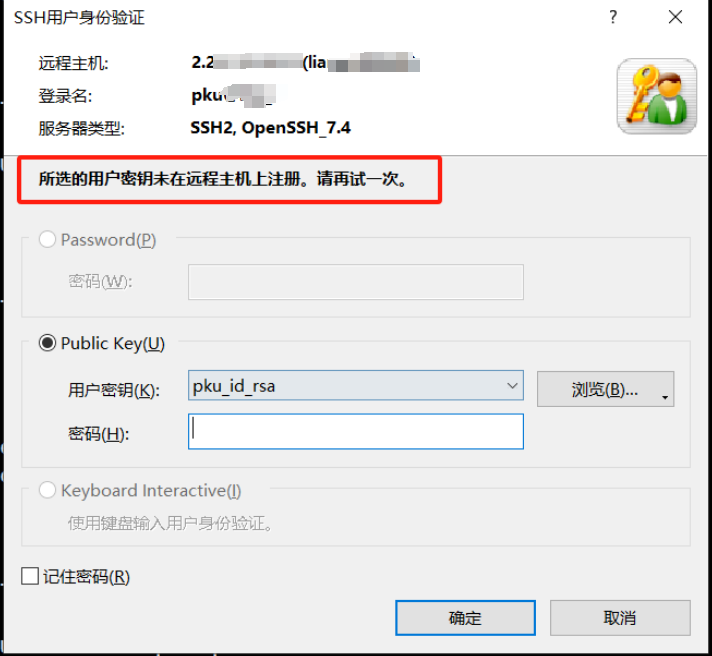 SSH用户身份验证 ?
远程主机: 2.2 (lia
登录名: pku
服务器类型: SSH2, OpenSSH_7.4
所选的用户密钥未在远程主机上注册。请再试一次。
Password(P)
密码(W):
Public Key(U)
用户密钥(K): pku_id_rsa 浏览(B)...
密码(H):
Keyboard Interactive(I)
使用键盘输入用户身份验证。
记住密码(R)
确定 取消